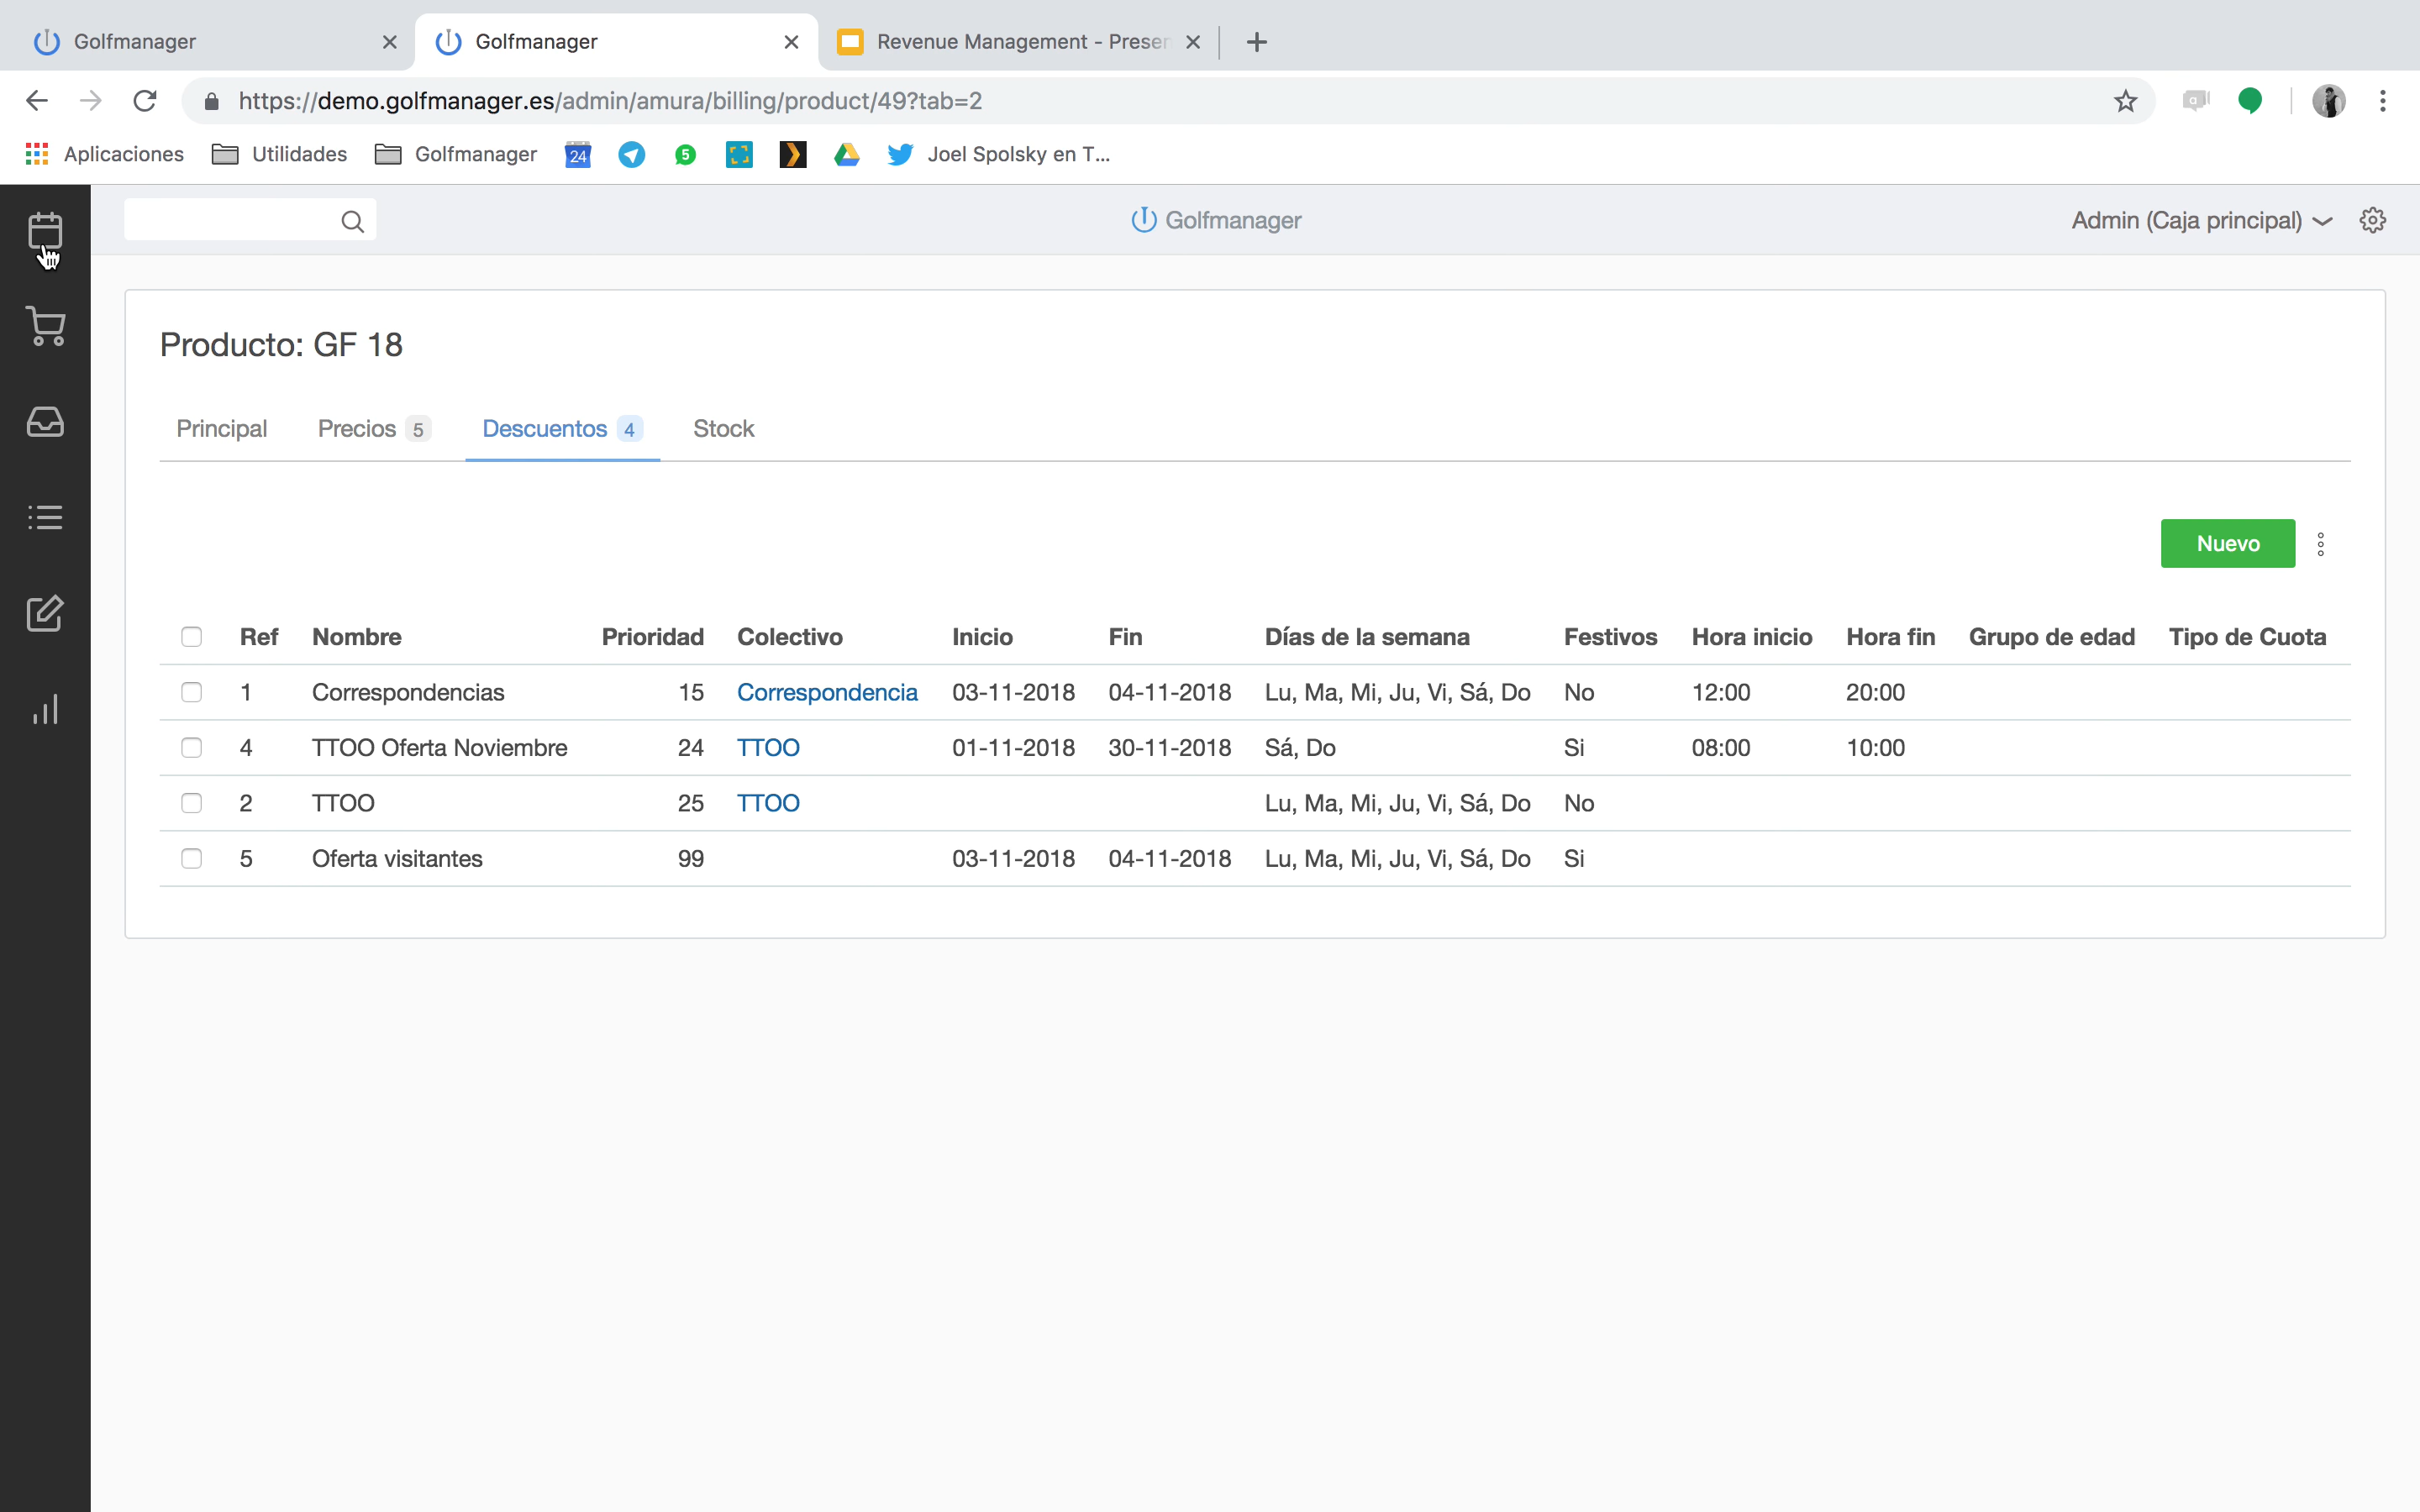 Golfmanager
Golfmanager
Revenue Management - Presen
https://demo.golfmanager.es/admin/amura/billing/product/49?tab=2
Aplicaciones Utilidades Golfmanager 24 5 Joel Spolsky en T...
Golfmanager
Admin (Caja principal)
Producto: GF 18
Principal Precios 5 Descuentos 4 Stock
Nuevo
Ref Nombre Prioridad Colectivo Inicio Fin Días de la semana Festivos Hora inicio Hora fin Grupo de edad Tipo de Cuota
1 Correspondencias 15 Correspondencia 03-11-2018 04-11-2018 Lu, Ma, Mi, Ju, Vi, Sá, Do No 12:00 20:00
4 TTOO Oferta Noviembre 24 TTOO 01-11-2018 30-11-2018 Sá, Do Si 08:00 10:00
2 TTOO 25 TTOO Lu, Ma, Mi, Ju, Vi, Sá, Do No
5 Oferta visitantes 99 03-11-2018 04-11-2018 Lu, Ma, Mi, Ju, Vi, Sá, Do Si